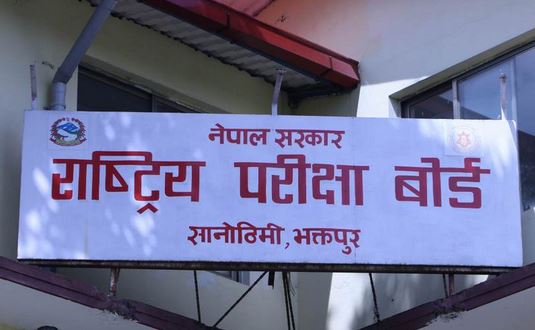 नेपाल सरकार
राष्ट्रिय परीक्षा बोर्ड
सानोठिमी, भक्तपुर